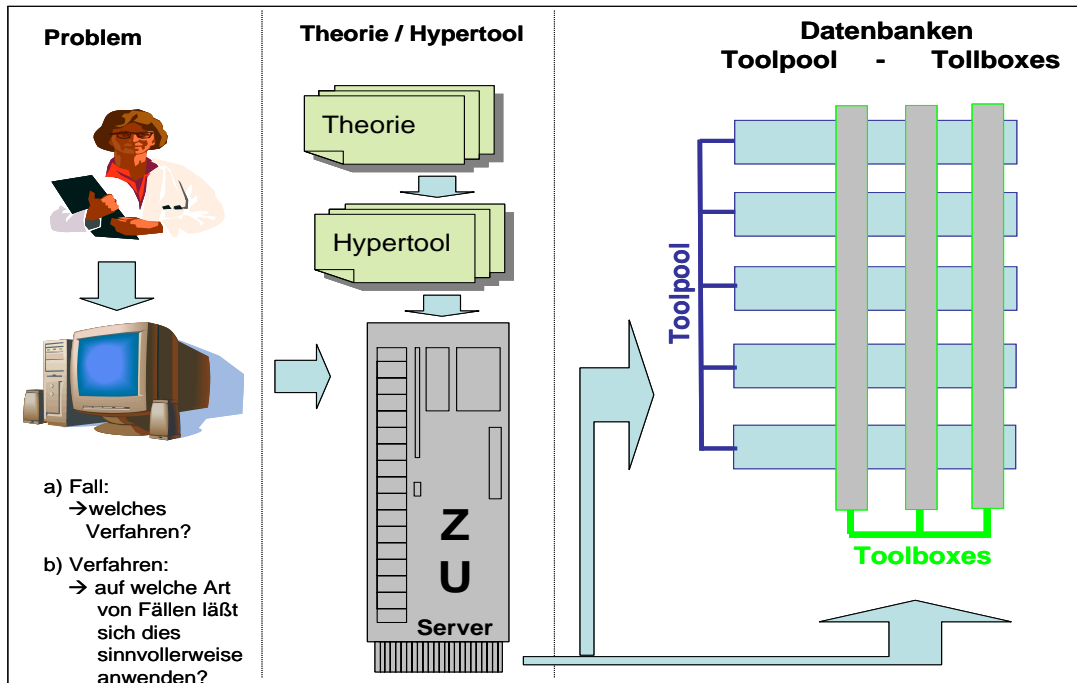 Problem
Theorie / Hypertool
Datenbanken
Toolpool - Tollboxes
Theorie
Hypertool
Toolpool
Z
U
Server
Toolboxes
a) Fall:
→welches
Verfahren?
b) Verfahren:
→ auf welche Art
von Fällen läßt
sich dies
sinnvollerweise
anwenden?